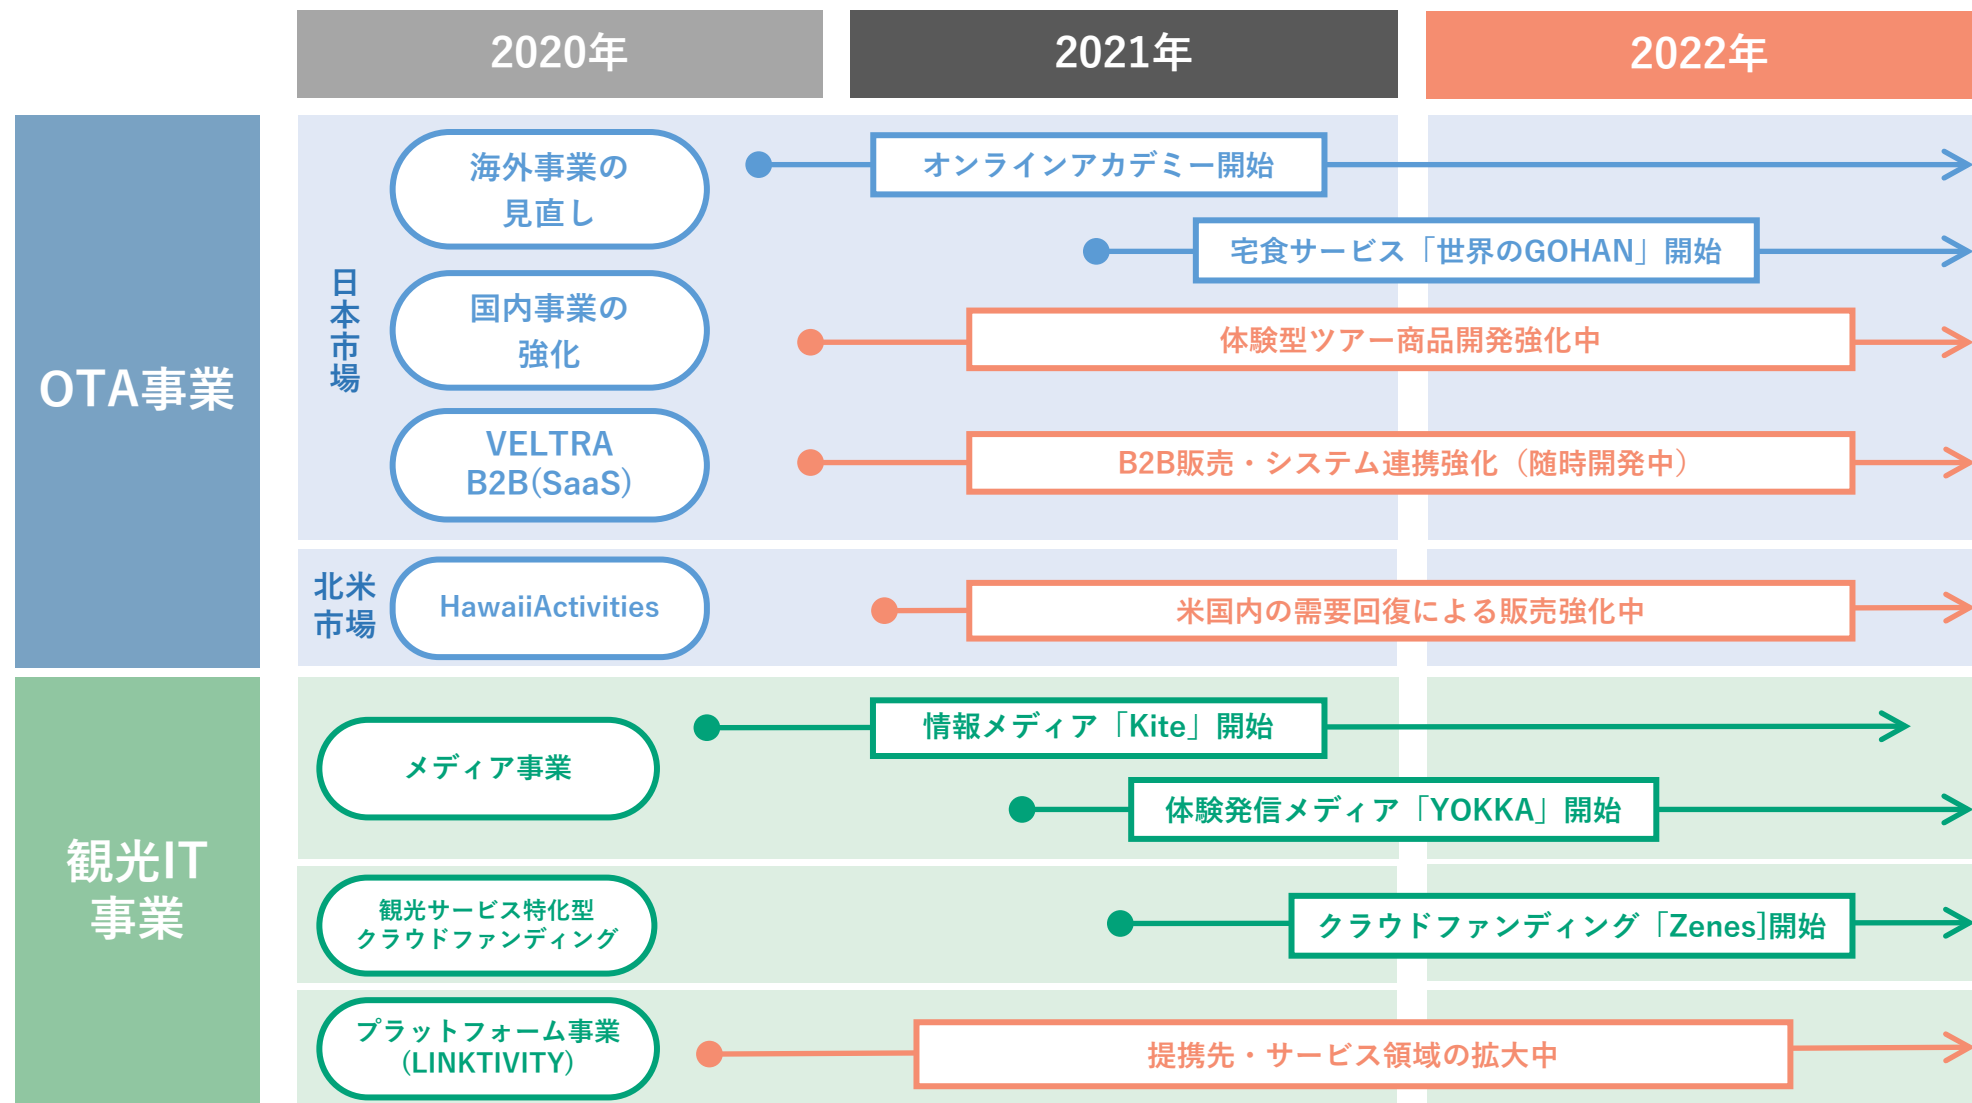 2020年
2021年
2022年
OTA事業
日本市場
海外事業の
見直し
オンラインアカデミー開始
宅食サービス「世界のGOHAN」開始
国内事業の
強化
体験型ツアー商品開発強化中
VELTRA
B2B(SaaS)
B2B販売・システム連携強化（随時開発中）
北米
市場
HawaiiActivities
米国内の需要回復による販売強化中
観光IT
事業
メディア事業
情報メディア「Kite」開始
体験発信メディア「YOKKA」開始
観光サービス特化型
クラウドファンディング
クラウドファンディング「Zenes]開始
プラットフォーム事業
(LINKTIVITY)
提携先・サービス領域の拡大中